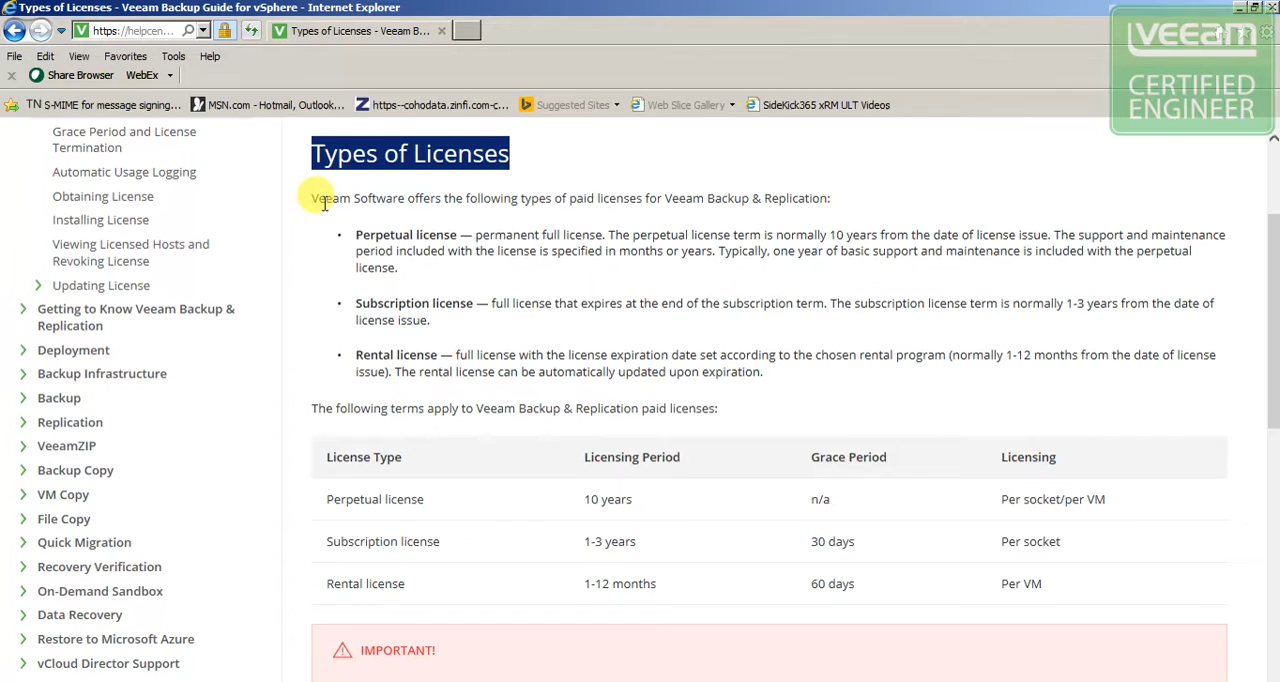 Types of Licenses - Veeam Backup Guide for vSphere - Internet Explorer
https://helpcen...
Types of Licenses - Veeam B...
File Edit View Favorites Tools Help
Share Browser WebEx
TN S-MIME for message signing... MSN.com - Hotmail, Outlook... https--cohodata.zinfi.com-c... Suggested Sites Web Slice Gallery SideKick365 xRM ULT Veeam Notes
veeam
CERTIFIED
ENGINEER
Grace Period and License
Termination
Automatic Usage Logging
Obtaining License
Installing License
Viewing Licensed Hosts and
Revoking License
Updating License
Getting to Know Veeam Backup &
Replication
Deployment
Backup Infrastructure
Backup
Replication
VeeamZIP
Backup Copy
VM Copy
File Copy
Quick Migration
Recovery Verification
On-Demand Sandbox
Data Recovery
Restore to Microsoft Azure
vCloud Director Support
Types of Licenses
Veeam Software offers the following types of paid licenses for Veeam Backup & Replication:
• Perpetual license — permanent full license. The perpetual license term is normally 10 years from the date of license issue. The support and maintenance
period included with the license is specified in months or years. Typically, one year of basic support and maintenance is included with the perpetual
license.
• Subscription license — full license that expires at the end of the subscription term. The subscription license term is normally 1-3 years from the date of
license issue.
• Rental license — full license with the license expiration date set according to the chosen rental program (normally 1-12 months from the date of license
issue). The rental license can be automatically updated upon expiration.
The following terms apply to Veeam Backup & Replication paid licenses:
License Type Licensing Period Grace Period Licensing
Perpetual license 10 years n/a Per socket/per VM
Subscription license 1-3 years 30 days Per socket
Rental license 1-12 months 60 days Per VM
IMPORTANT!